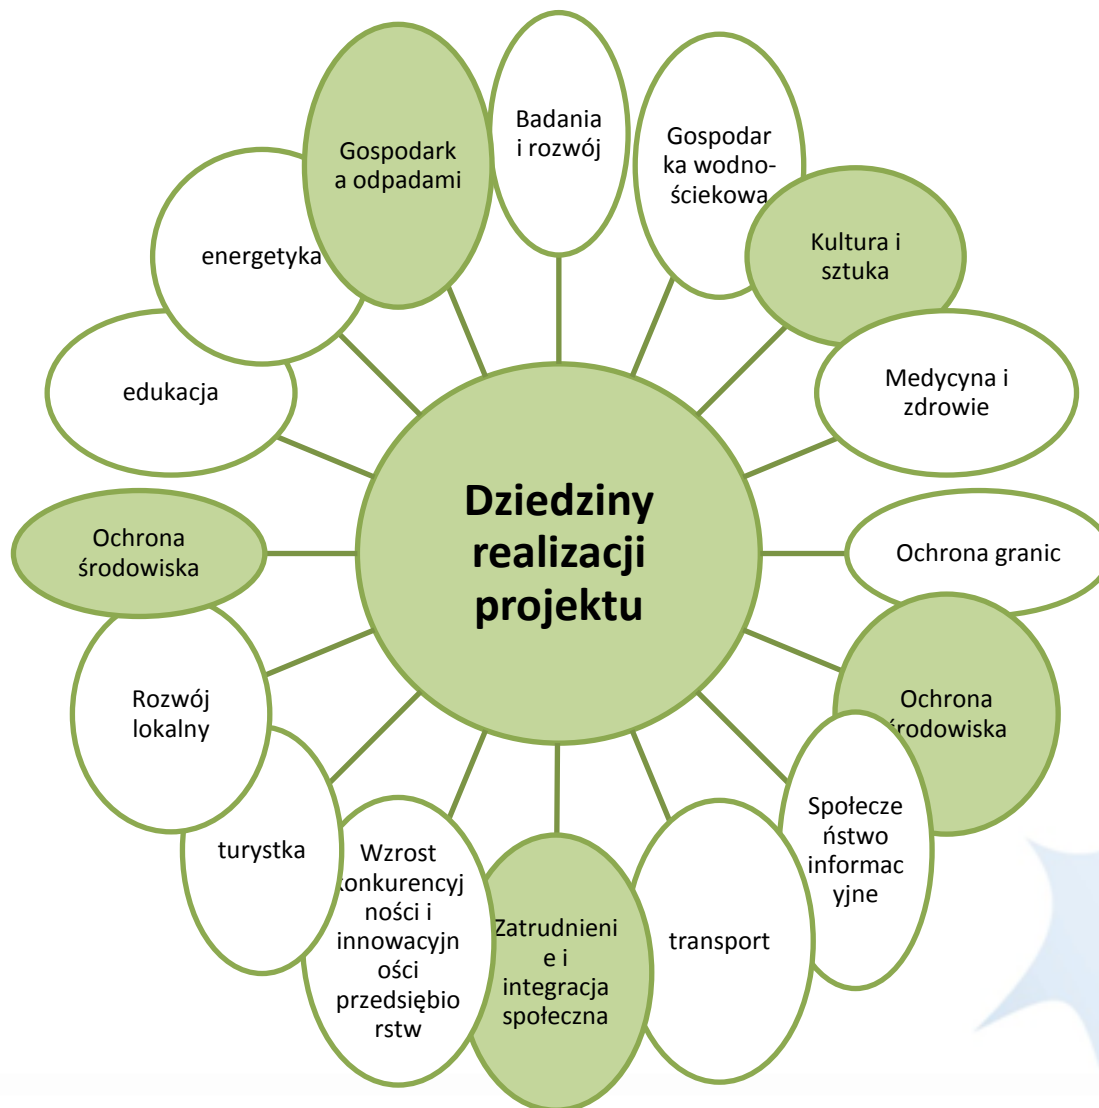 Badania
i rozwój
Gospodar
ka wodno-
ściekowa
Kultura i
sztuka
Medycyna i
zdrowie
Ochrona granic
Ochrona
środowiska
Społecze
ństwo
informac
yjne
transport
Zatrudnieni
e i
integracja
społeczna
Wzrost
konkurencyj
ności i
innowacyjn
ości
przedsiębio
rstw
turystka
Rozwój
lokalny
Ochrona
środowiska
edukacja
energetyka
Gospodark
a odpadami
Dziedziny
realizacji
projektu